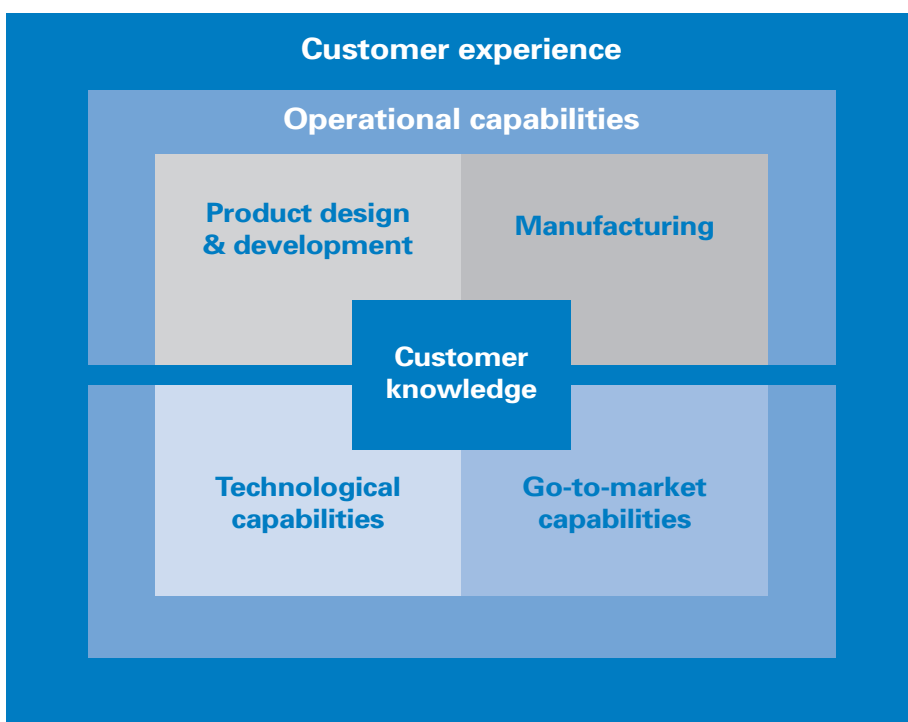 Customer experience
Operational capabilities
Product design
& development
Manufacturing
Customer
knowledge
Technological
capabilities
Go-to-market
capabilities